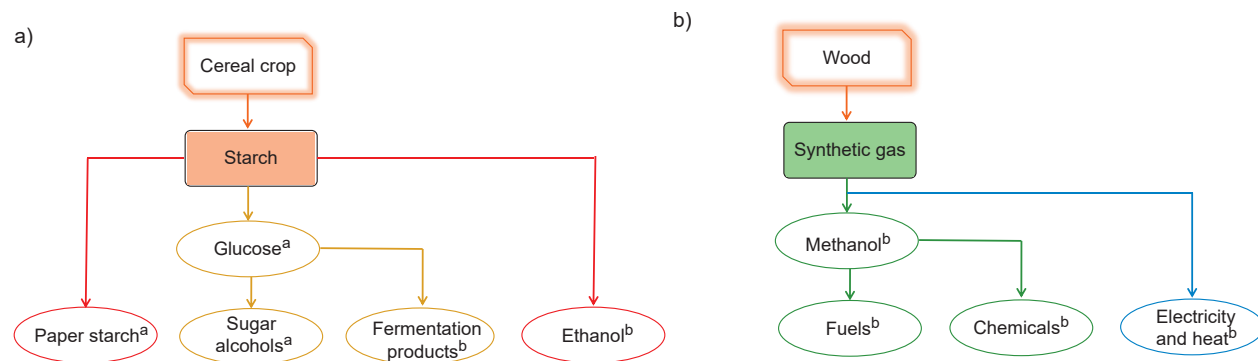 a)
Cereal crop
Starch
Glucose^a
Paper starch^a
Sugar
alcohols^a
Fermentation
products^b
Ethanol^b
b)
Wood
Synthetic gas
Methanol^b
Fuels^b
Chemicals^b
Electricity
and heat^b